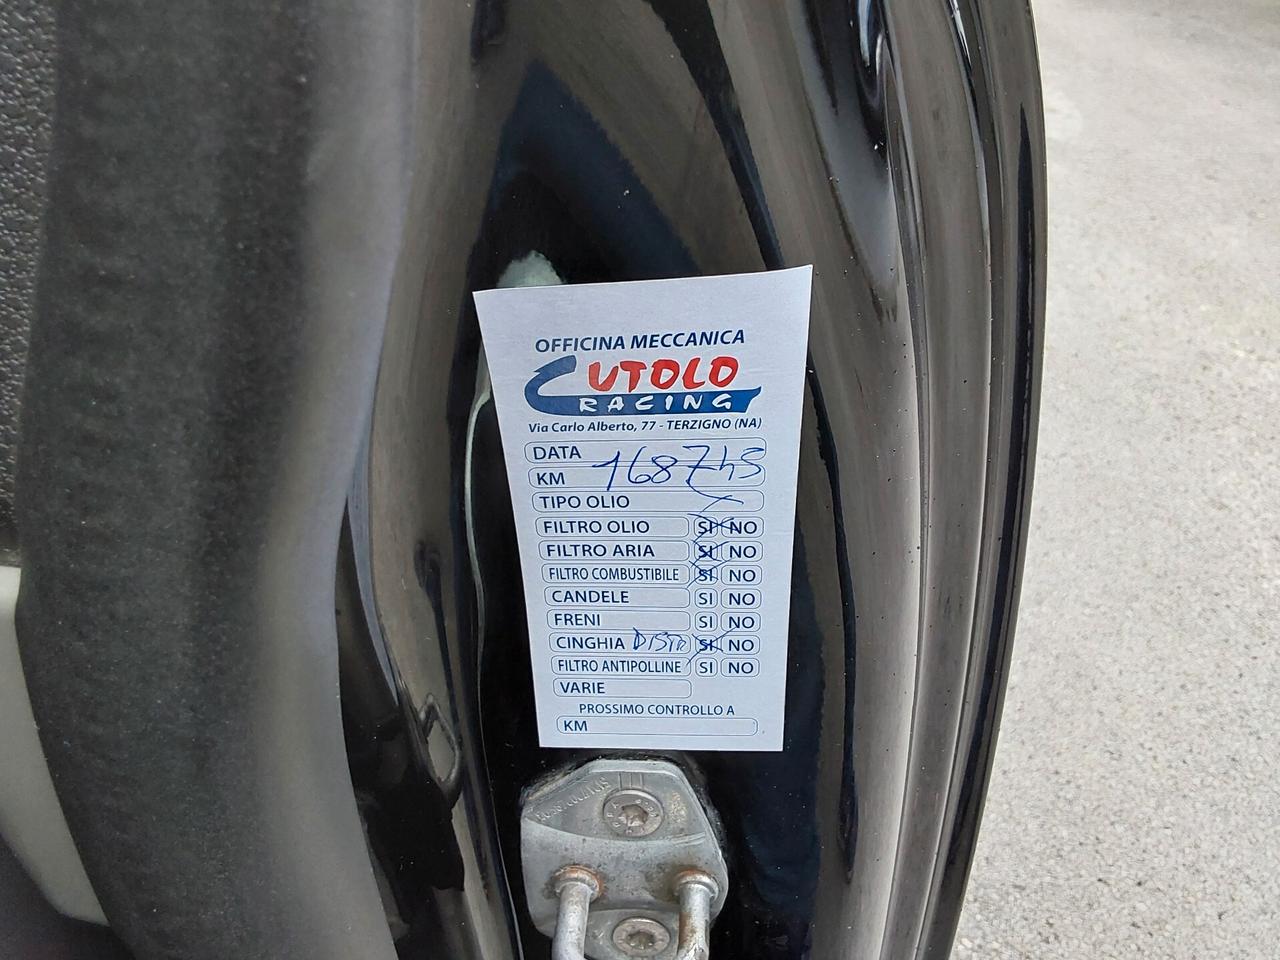 OFFICINA MECCANICA
CUTOLO
RACING
Via Carlo Alberto, 77 - TERZIGNO (NA)
DATA
KM 168745
TIPO OLIO
FILTRO OLIO SI NO
FILTRO ARIA SI NO
FILTRO COMBUSTIBILE SI NO
CANDELE SI NO
FRENI SI NO
CINGHIA DISTR SI NO
FILTRO ANTIPOLLINE SI NO
VARIE
PROSSIMO CONTROLLO A
KM